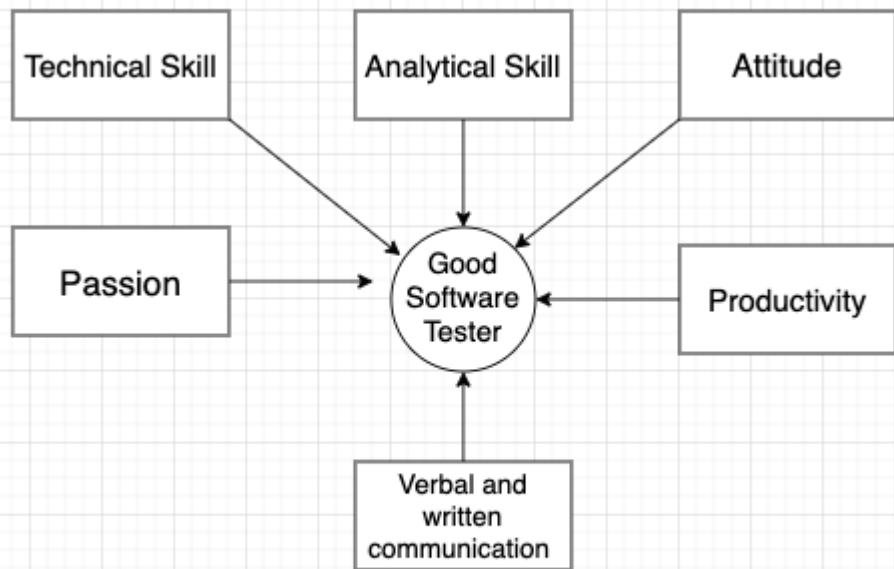 Technical Skill
Analytical Skill
Attitude
Passion
Good
Software
Tester
Productivity
Verbal and
written
communication